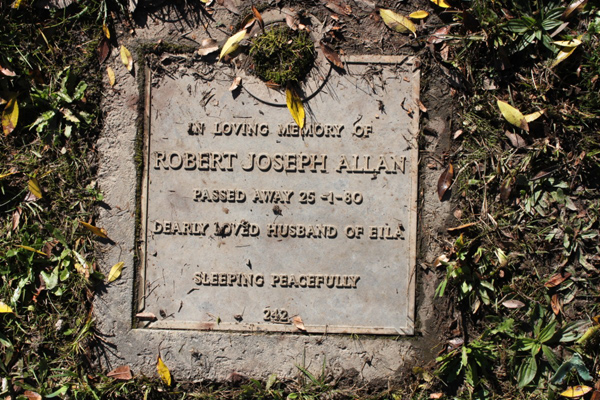 IN LOVING MEMORY OF
ROBERT JOSEPH ALLAN
PASSED AWAY 25-1-80
DEARLY LOVED HUSBAND OF EILA
SLEEPING PEACEFULLY
242